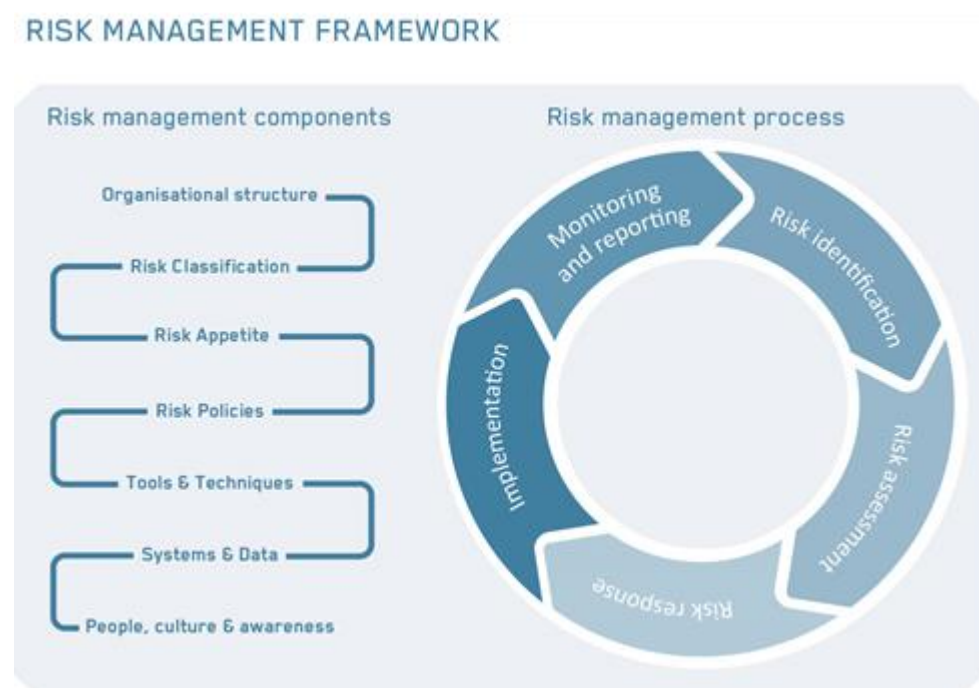 RISK MANAGEMENT FRAMEWORK
Risk management components
Organisational structure
Risk Classification
Risk Appetite
Risk Policies
Tools & Techniques
Systems & Data
People, culture & awareness
Risk management process
Monitoring
and reporting
Risk identification
Risk assessment
Risk response
Implementation